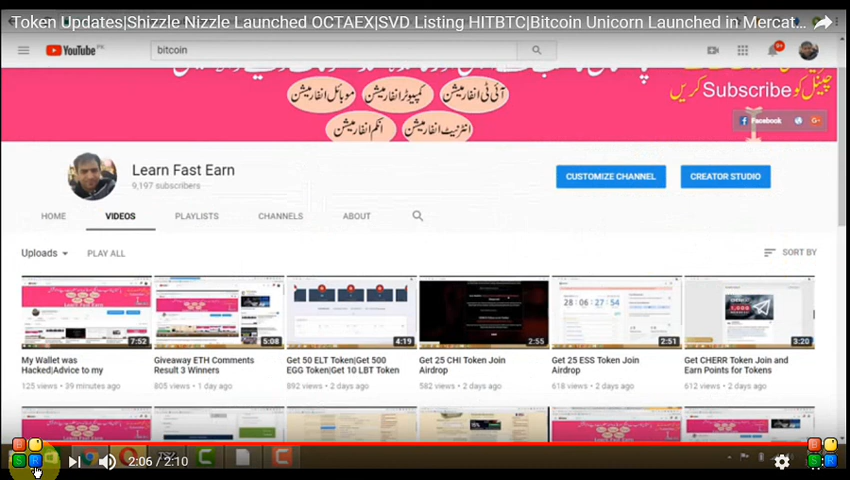 Token Updates|Shizzle Nizzle Launched OCTAEX|SVD Listing HITBTC|Bitcoin Unicorn Launched in Mercat...
YouTube PK
bitcoin
9+
چینل کو Subscribe کریں
موبائل انفارمیشن کمپیوٹر انفارمیشن آئی ٹی انفارمیشن
انکم انفارمیشن انٹرنیٹ انفارمیشن
Facebook
Learn Fast Earn
9,197 subscribers
CUSTOMIZE CHANNEL
CREATOR STUDIO
HOME VIDEOS PLAYLISTS CHANNELS ABOUT
Uploads PLAY ALL SORT BY
7:52 5:08 4:19 2:55 2:51 3:20
My Wallet was Giveaway ETH Comments Get 50 ELT Token|Get 500 Get 25 CHI Token Join Get 25 ESS Token Join Get CHERR Token Join and
Hacked|Advice to my Result 3 Winners EGG Token|Get 10 LBT Token Airdrop Airdrop Earn Points for Tokens
125 views • 39 minutes ago 805 views • 1 day ago 892 views • 2 days ago 582 views • 2 days ago 618 views • 2 days ago 773 views • 2 days ago
2:06 / 2:10